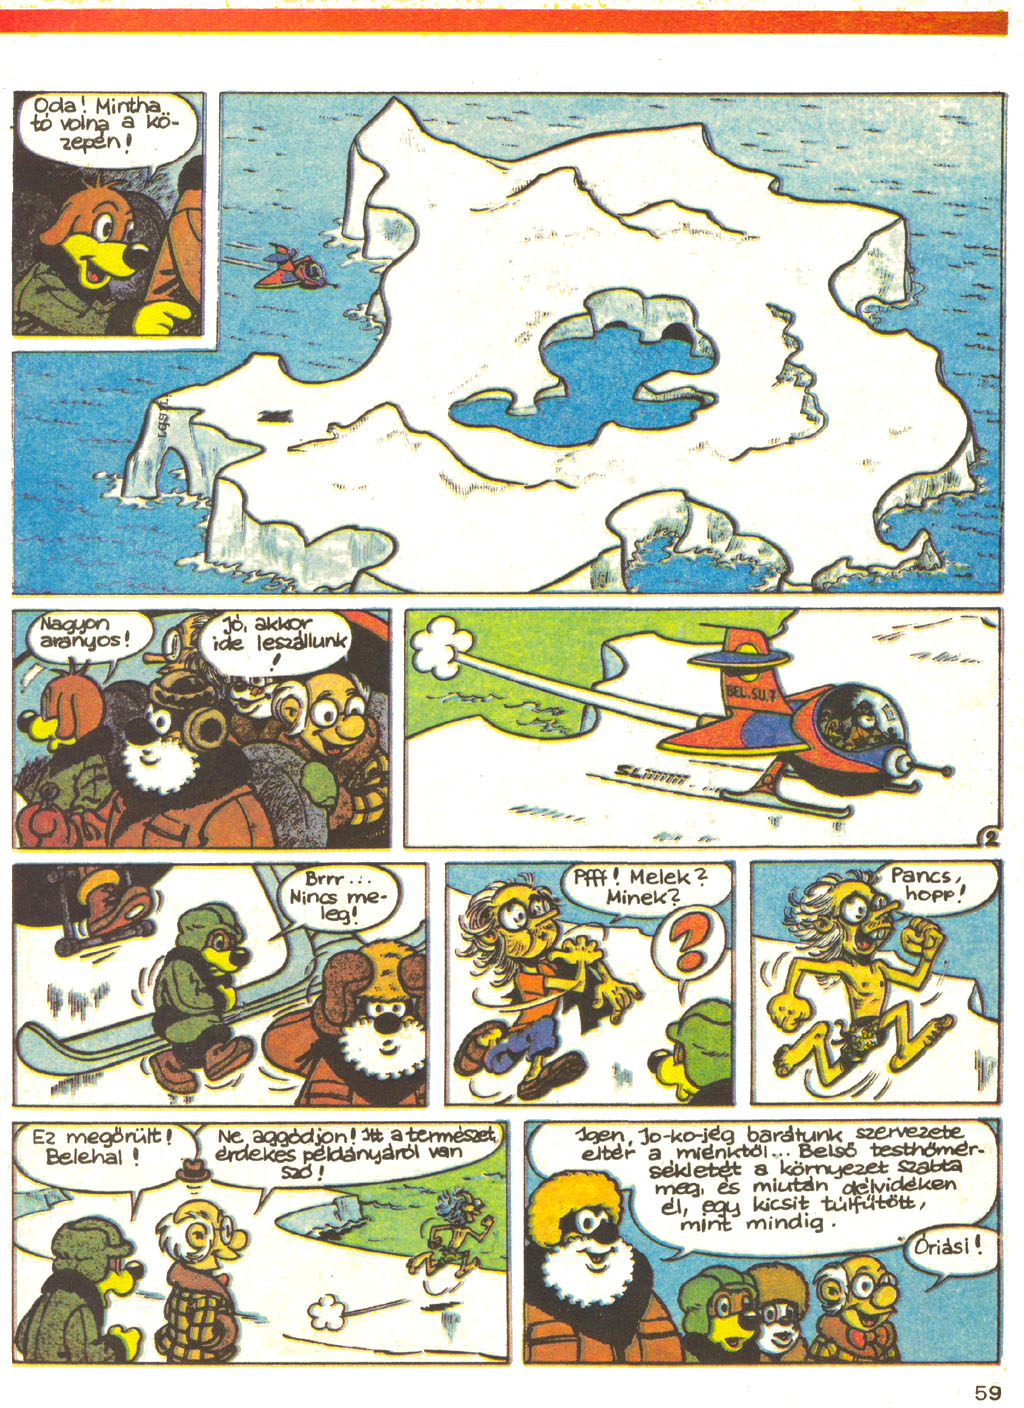 Oda! Mintha
tó volna a kö-
zepén!
Nagyon
arányos!
Jó, akkor
ide leszállunk
!
BEL.SU.7
SLIIIIIII..
2
Brrr...
Nincs me-
leg!
Pfff! Melek?
Minek?
?
Pancs,
hopp!
Ez megőrült!
Belehal!
Ne aggódjon! Itt a természet
érdekes példányáról van
szó!
Igen, Jo-ko-jég barátunk szervezete
eltér a miénktől... Belső testhőmér-
sékletét a környezet szabta
meg, és miután délvidéken
él, egy kicsit túlfűtött,
mint mindig.
Óriási!
59